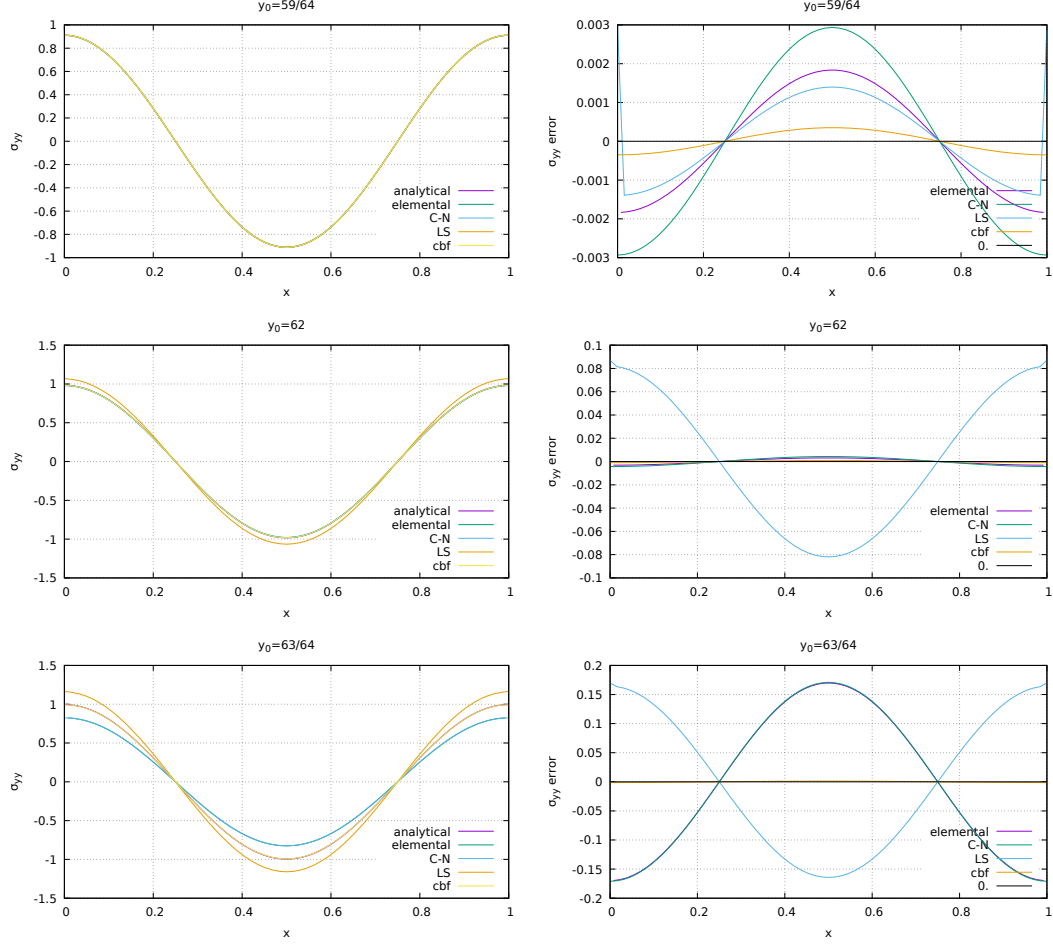 y0=59/64
σyy
1
0.8
0.6
0.4
0.2
0
-0.2
-0.4
-0.6
-0.8
-1
analytical
elemental
C-N
LS
cbf
0 0.2 0.4 0.6 0.8 1
x
y0=59/64
σyy error
0.003
0.002
0.001
0
-0.001
-0.002
-0.003
elemental
C-N
LS
cbf
0.
0 0.2 0.4 0.6 0.8 1
x
y0=62
σyy
1.5
1
0.5
0
-0.5
-1
-1.5
analytical
elemental
C-N
LS
cbf
0 0.2 0.4 0.6 0.8 1
x
y0=62
σyy error
0.1
0.08
0.06
0.04
0.02
0
-0.02
-0.04
-0.06
-0.08
-0.1
elemental
C-N
LS
cbf
0.
0 0.2 0.4 0.6 0.8 1
x
y0=63/64
σyy
1.5
1
0.5
0
-0.5
-1
-1.5
analytical
elemental
C-N
LS
cbf
0 0.2 0.4 0.6 0.8 1
x
y0=63/64
σyy error
0.2
0.15
0.1
0.05
0
-0.05
-0.1
-0.15
-0.2
elemental
C-N
LS
cbf
0.
0 0.2 0.4 0.6 0.8 1
x